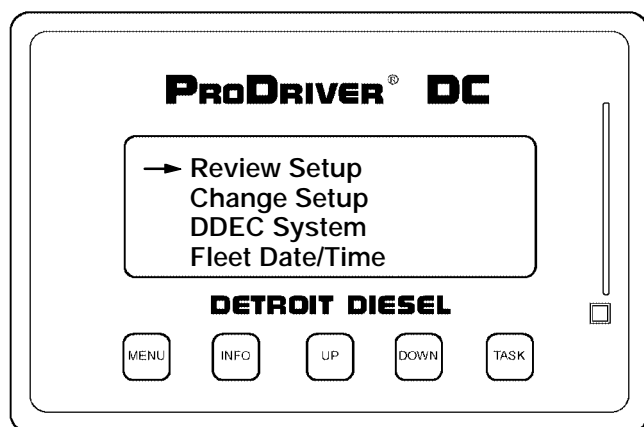 PRODRIVER® DC
→ Review Setup
Change Setup
DDEC System
Fleet Date/Time
DETROIT DIESEL
MENU INFO UP DOWN TASK